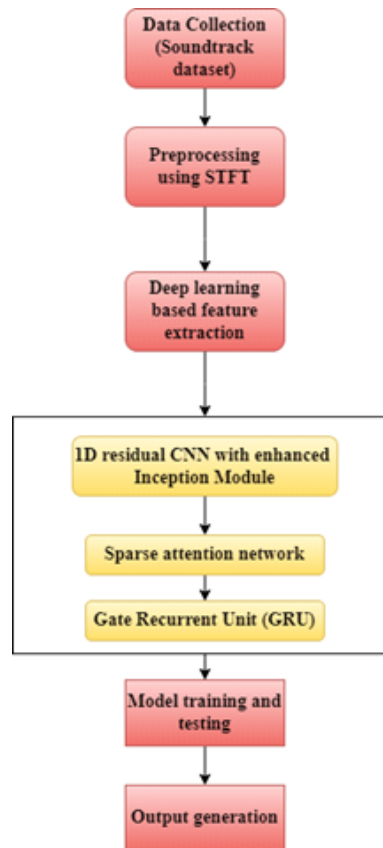 Data Collection
(Soundtrack
dataset)
Preprocessing
using STFT
Deep learning
based feature
extraction
1D residual CNN with enhanced
Inception Module
Sparse attention network
Gate Recurrent Unit (GRU)
Model training and
testing
Output generation